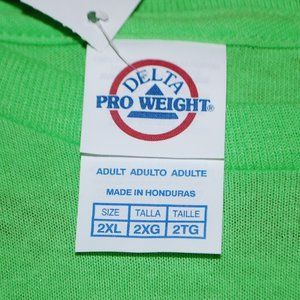 DELTA
PRO WEIGHT®
ADULT ADULTO ADULTE
MADE IN HONDURAS
SIZE TALLA TAILLE
2XL 2XG 2TG